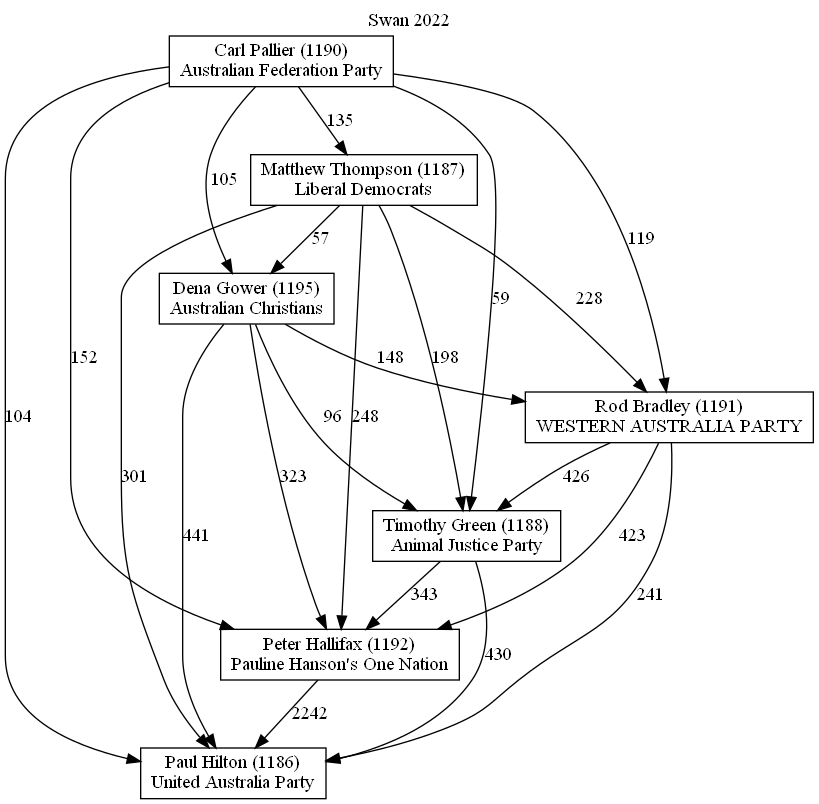 Swan 2022
Carl Pallier (1190)
Australian Federation Party
135
Matthew Thompson (1187)
Liberal Democrats
105
57
119
Dena Gower (1195)
Australian Christians
59
228
152
148
198
Rod Bradley (1191)
WESTERN AUSTRALIA PARTY
104
96
248
301
323
426
Timothy Green (1188)
Animal Justice Party
441
423
343
241
Peter Hallifax (1192)
Pauline Hanson's One Nation
430
2242
Paul Hilton (1186)
United Australia Party